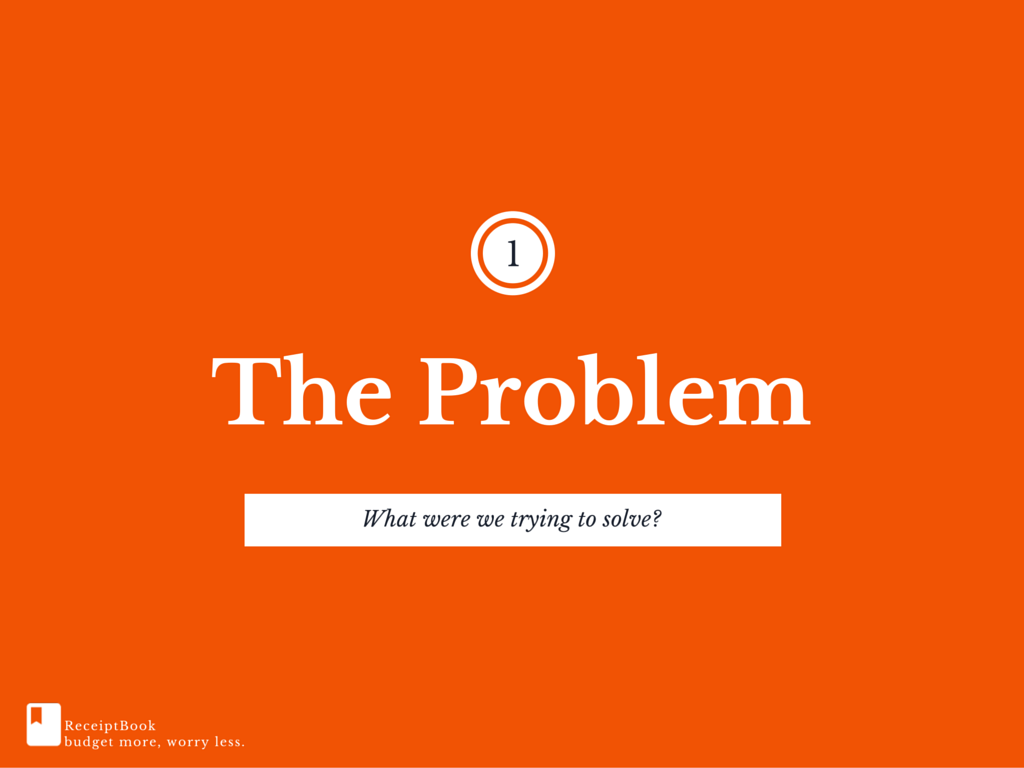 1
The Problem
What were we trying to solve?
ReceiptBook
budget more, worry less.